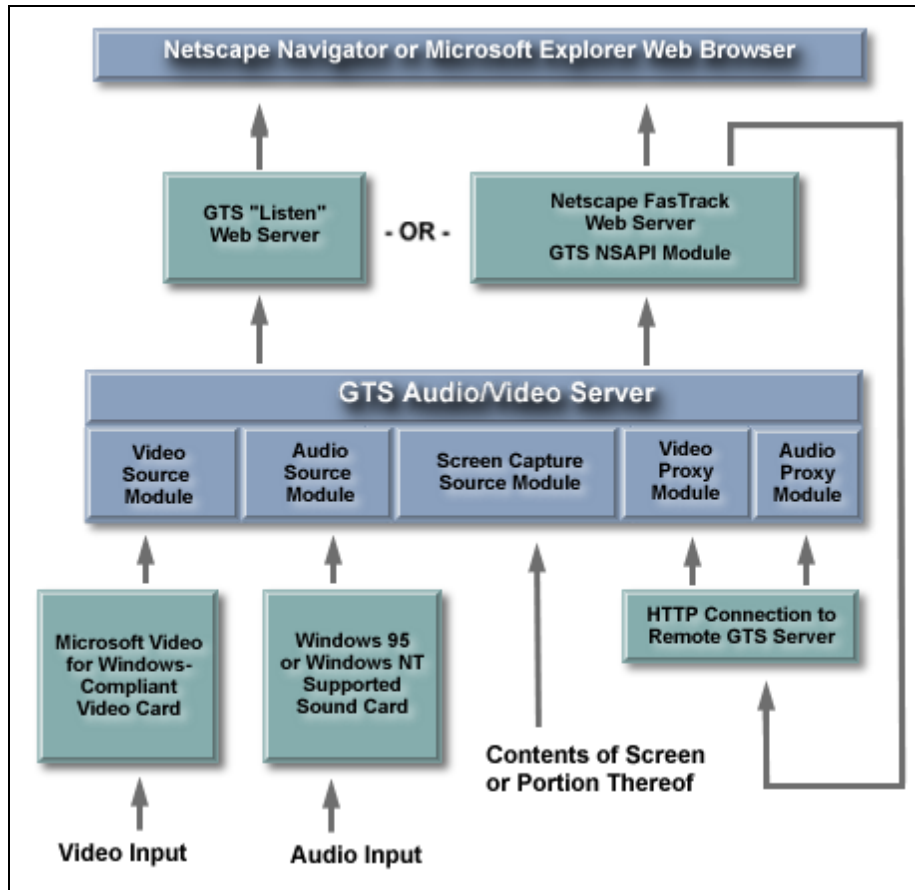 Netscape Navigator or Microsoft Explorer Web Browser
GTS "Listen"
Web Server
- OR -
Netscape FasTrack
Web Server
GTS NSAPI Module
GTS Audio/Video Server
Video
Source
Module
Audio
Source
Module
Screen Capture
Source Module
Video
Proxy
Module
Audio
Proxy
Module
Microsoft Video
for Windows-
Compliant
Video Card
Windows 95
or Windows NT
Supported
Sound Card
HTTP Connection to
Remote GTS Server
Contents of Screen
or Portion Thereof
Video Input
Audio Input